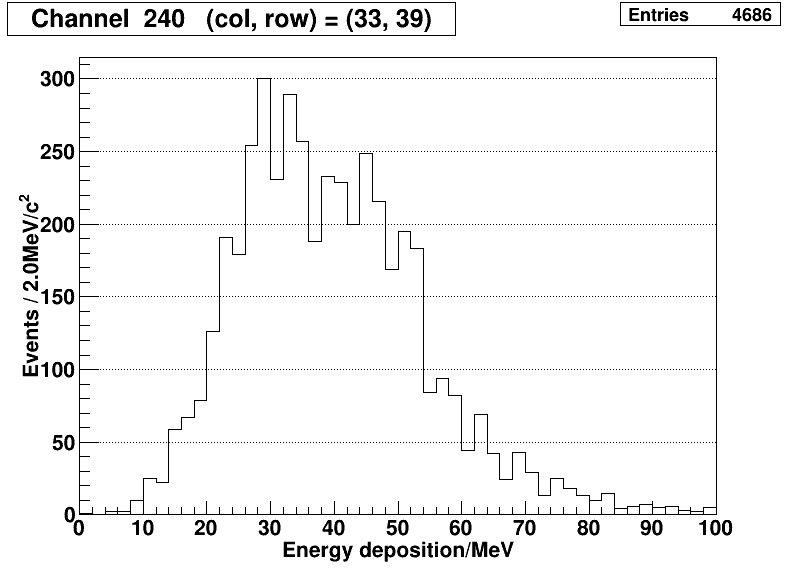 Channel 240 (col, row) = (33, 39)
Entries 4686
Events / 2.0MeV/c²
300
250
200
150
100
50
0
0 10 20 30 40 50 60 70 80 90 100
Energy deposition/MeV